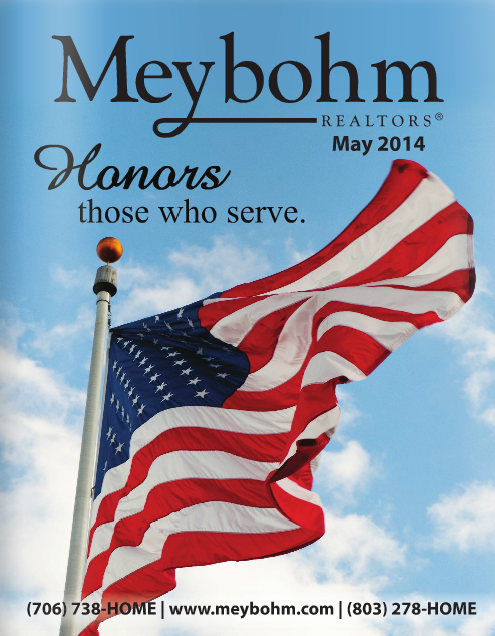 Meybohm
REALTORS®
May 2014
Honors
those who serve.
(706) 738-HOME | www.meybohm.com | (803) 278-HOME